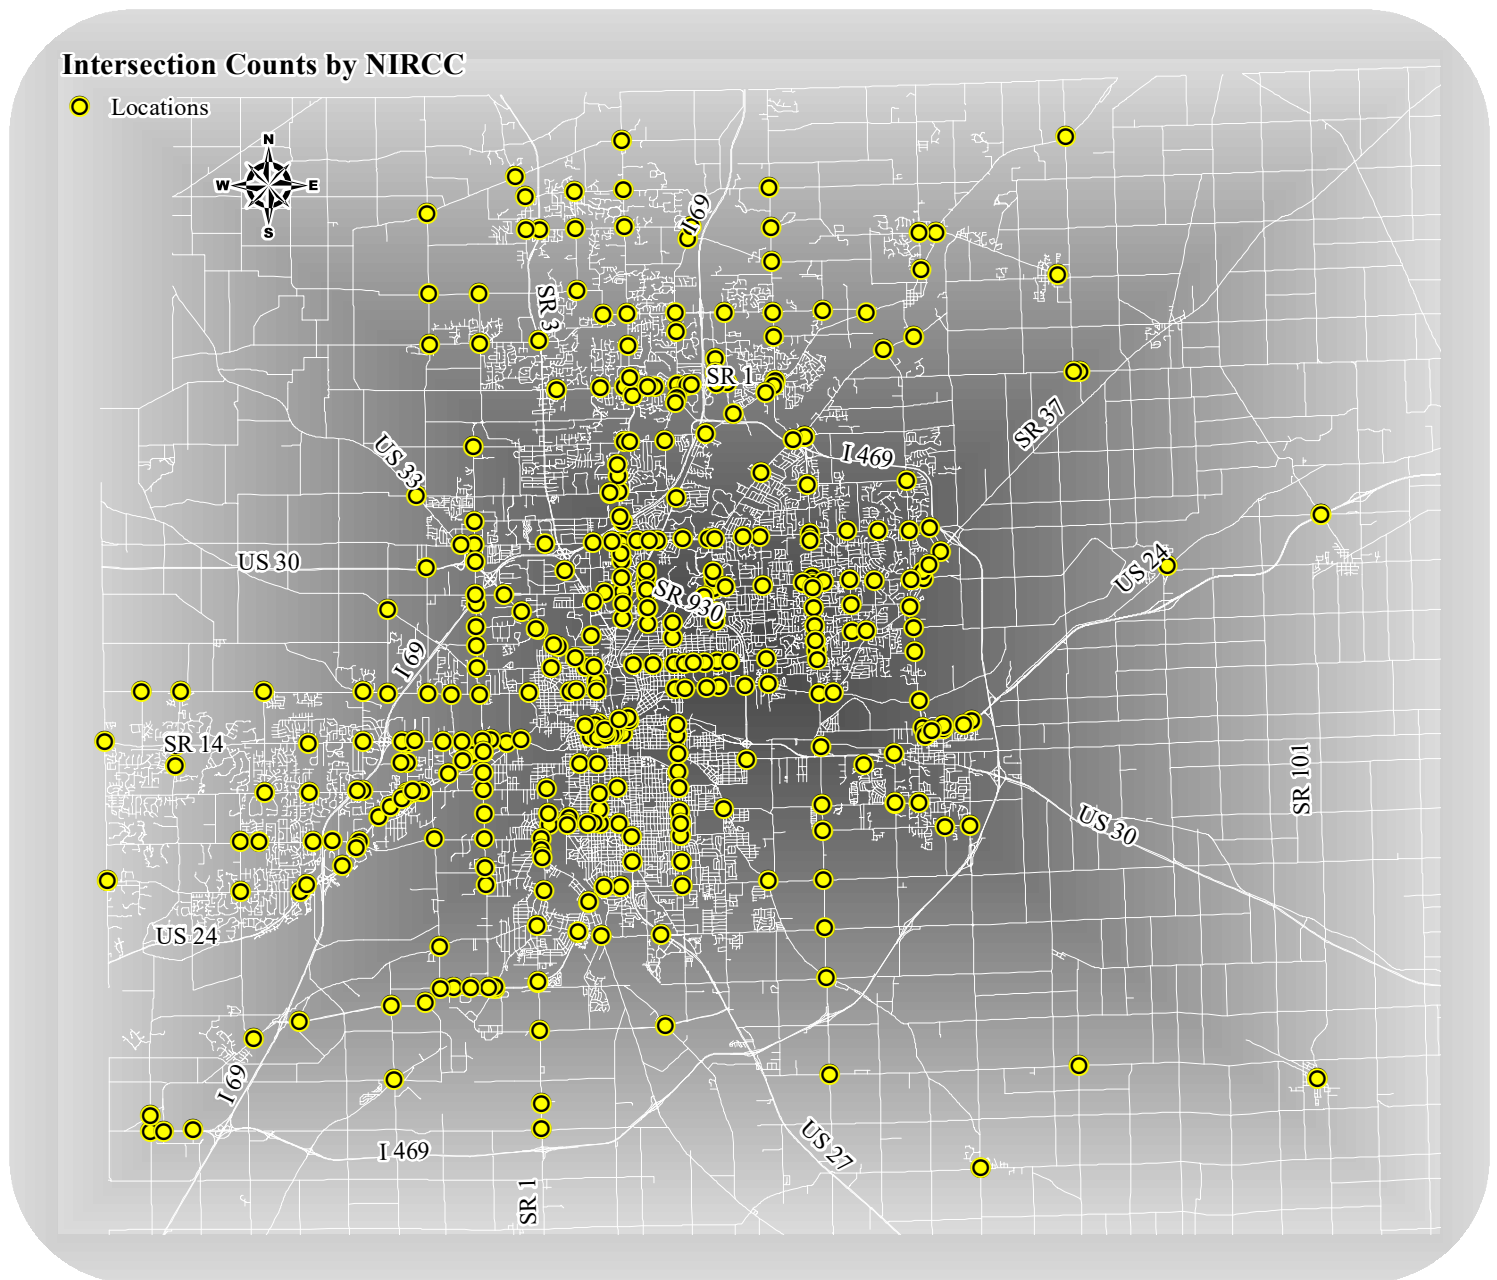 Intersection Counts by NIRCC
Locations
N
W E
S
I 69
SR 3
SR 1
SR 37
US 33
I 469
US 30
US 24
SR 930
I 69
SR 14
SR 101
US 30
US 24
I 69
I 469
US 27
SR 1